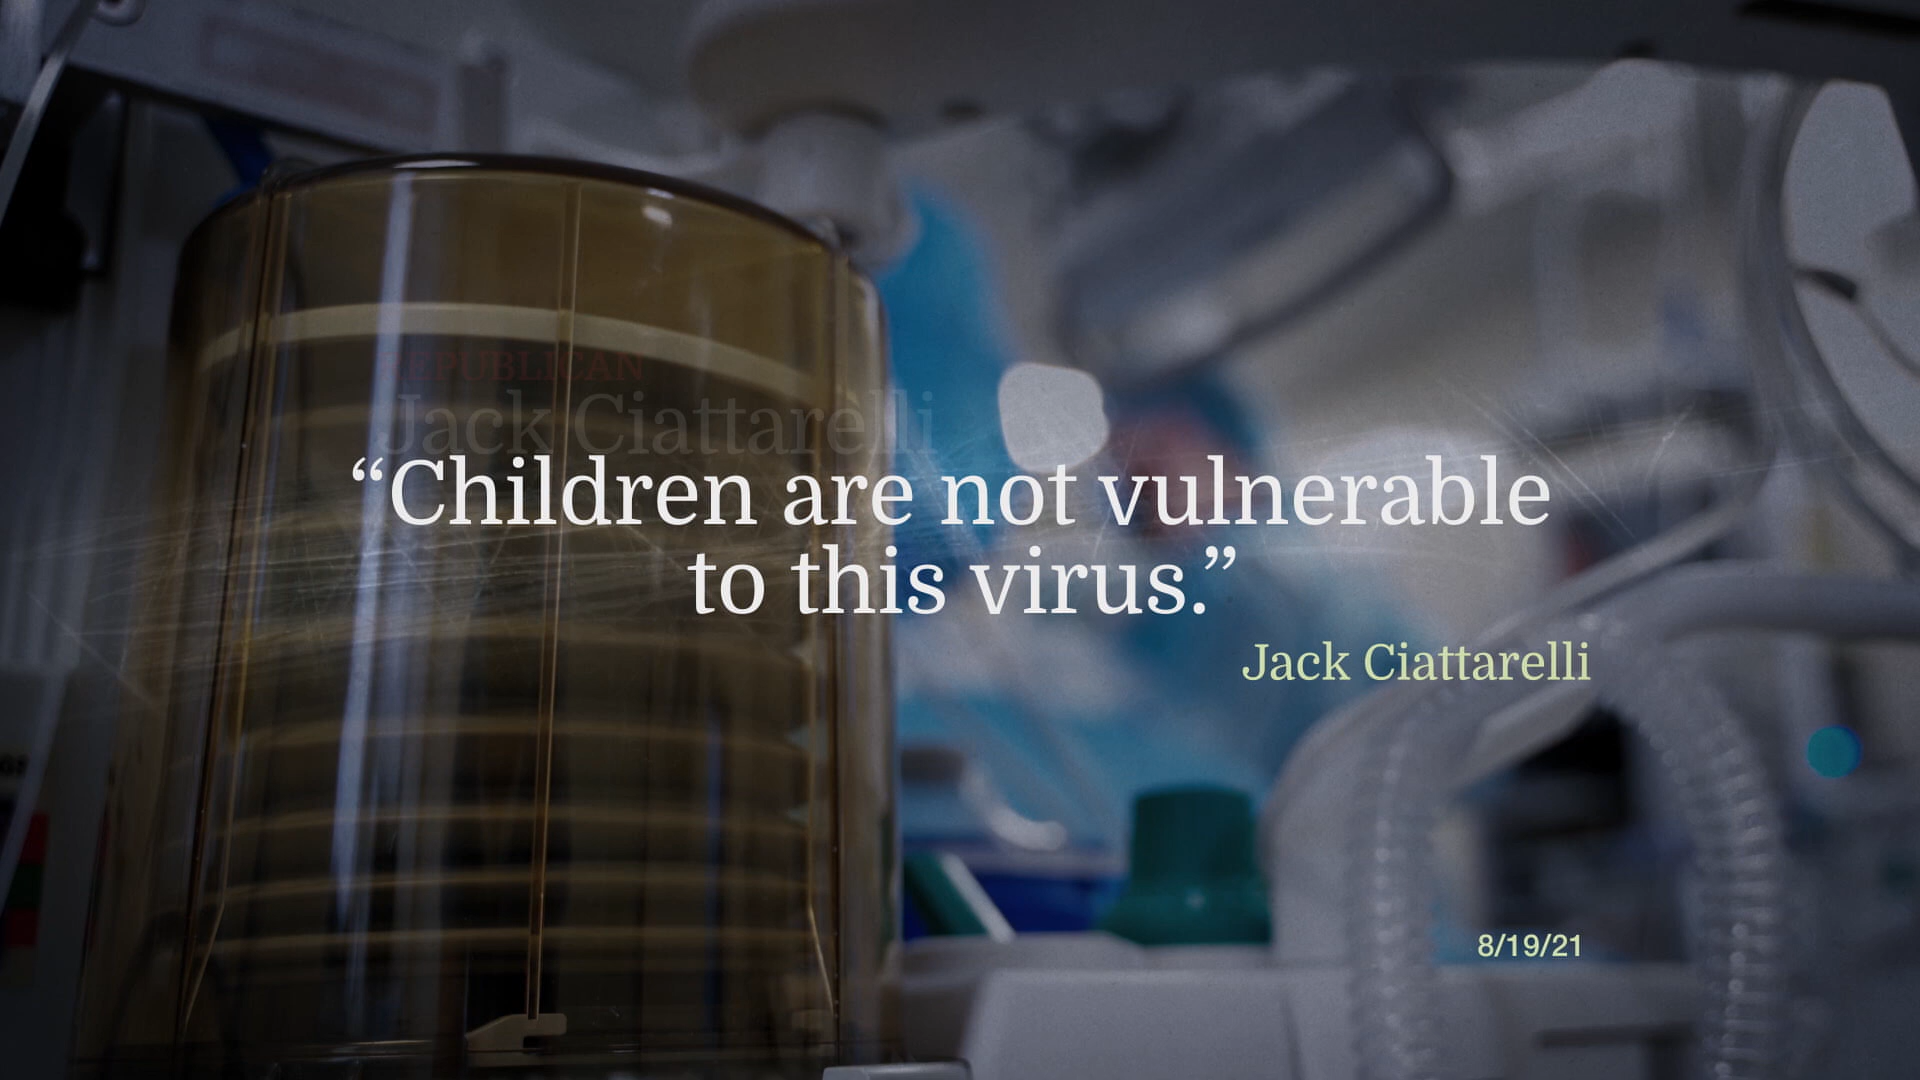 REPUBLICAN
Jack Ciattarelli
“Children are not vulnerable
to this virus.”
Jack Ciattarelli
8/19/21